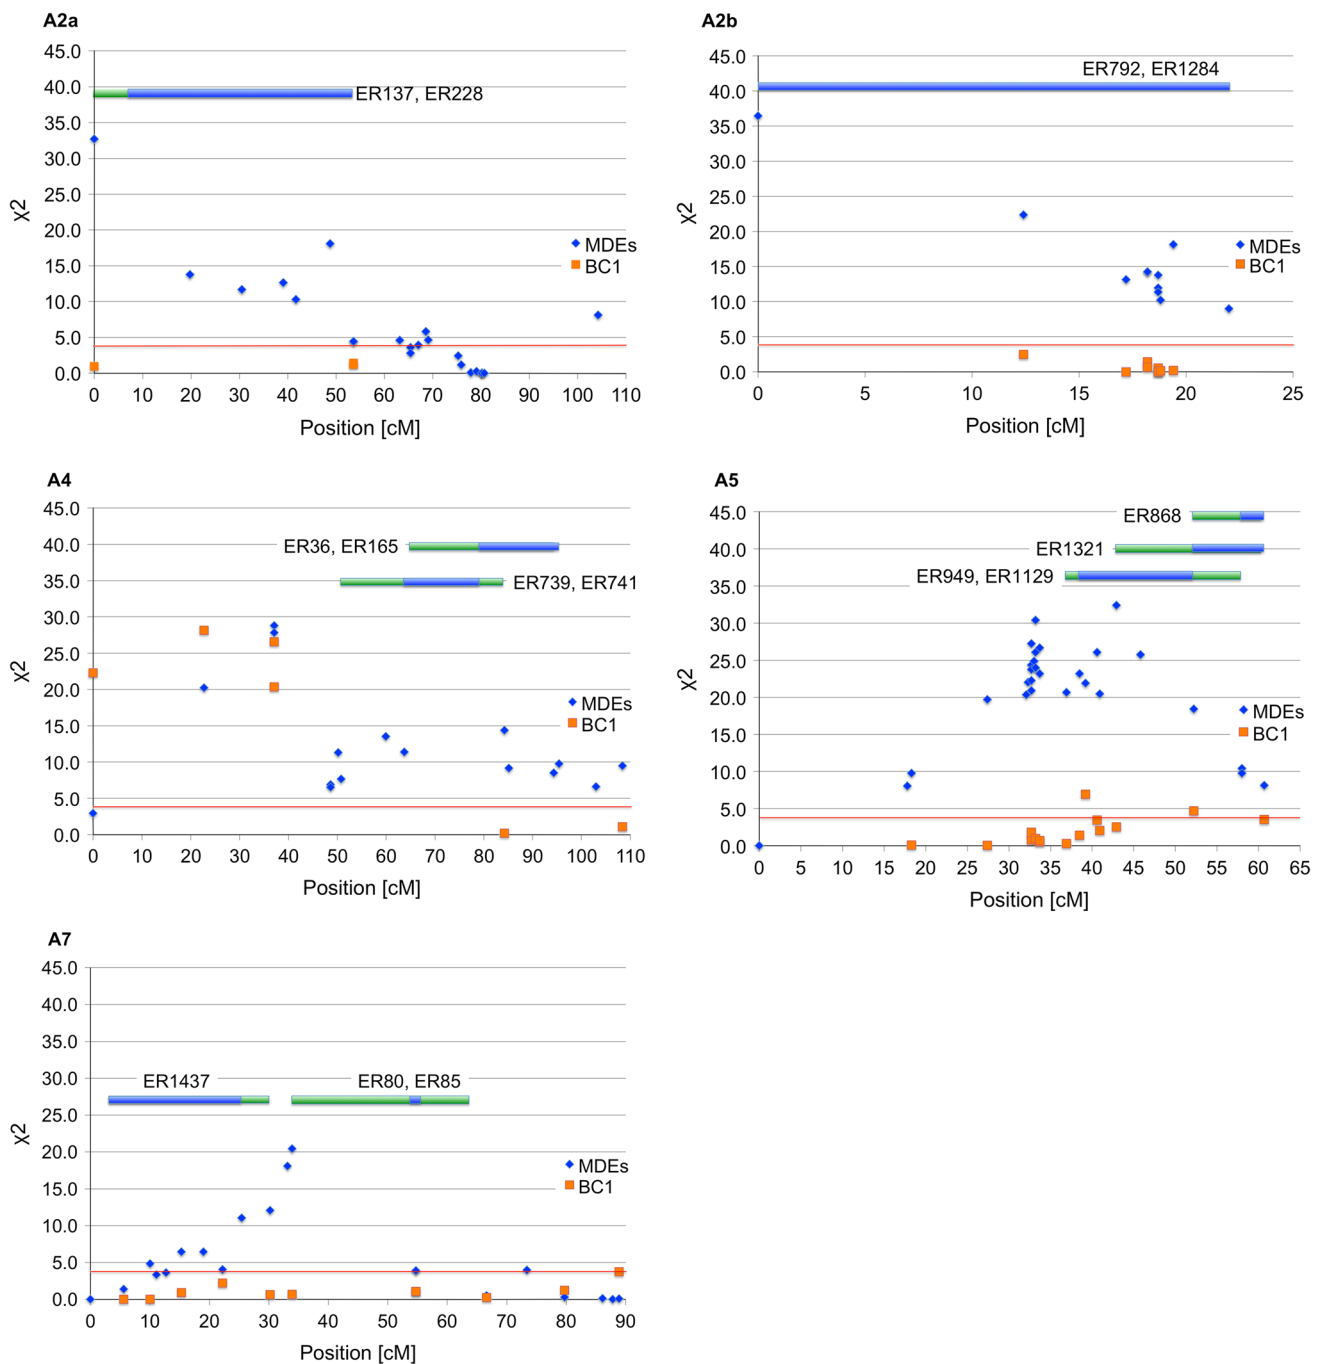 A2a
45.0
40.0
35.0
30.0
25.0
20.0
15.0
10.0
5.0
0.0
χ2
ER137, ER228
MDEs
BC1
0 10 20 30 40 50 60 70 80 90 100 110
Position [cM]
A2b
45.0
40.0
35.0
30.0
25.0
20.0
15.0
10.0
5.0
0.0
χ2
ER792, ER1284
MDEs
BC1
0 5 10 15 20 25
Position [cM]
A4
45.0
40.0
35.0
30.0
25.0
20.0
15.0
10.0
5.0
0.0
χ2
ER36, ER165
ER739, ER741
MDEs
BC1
0 10 20 30 40 50 60 70 80 90 100 110
Position [cM]
A5
45.0
40.0
35.0
30.0
25.0
20.0
15.0
10.0
5.0
0.0
χ2
ER868
ER1321
ER949, ER1129
MDEs
BC1
0 5 10 15 20 25 30 35 40 45 50 55 60 65
Position [cM]
A7
45.0
40.0
35.0
30.0
25.0
20.0
15.0
10.0
5.0
0.0
χ2
ER1437
ER80, ER85
MDEs
BC1
0 10 20 30 40 50 60 70 80 90
Position [cM]